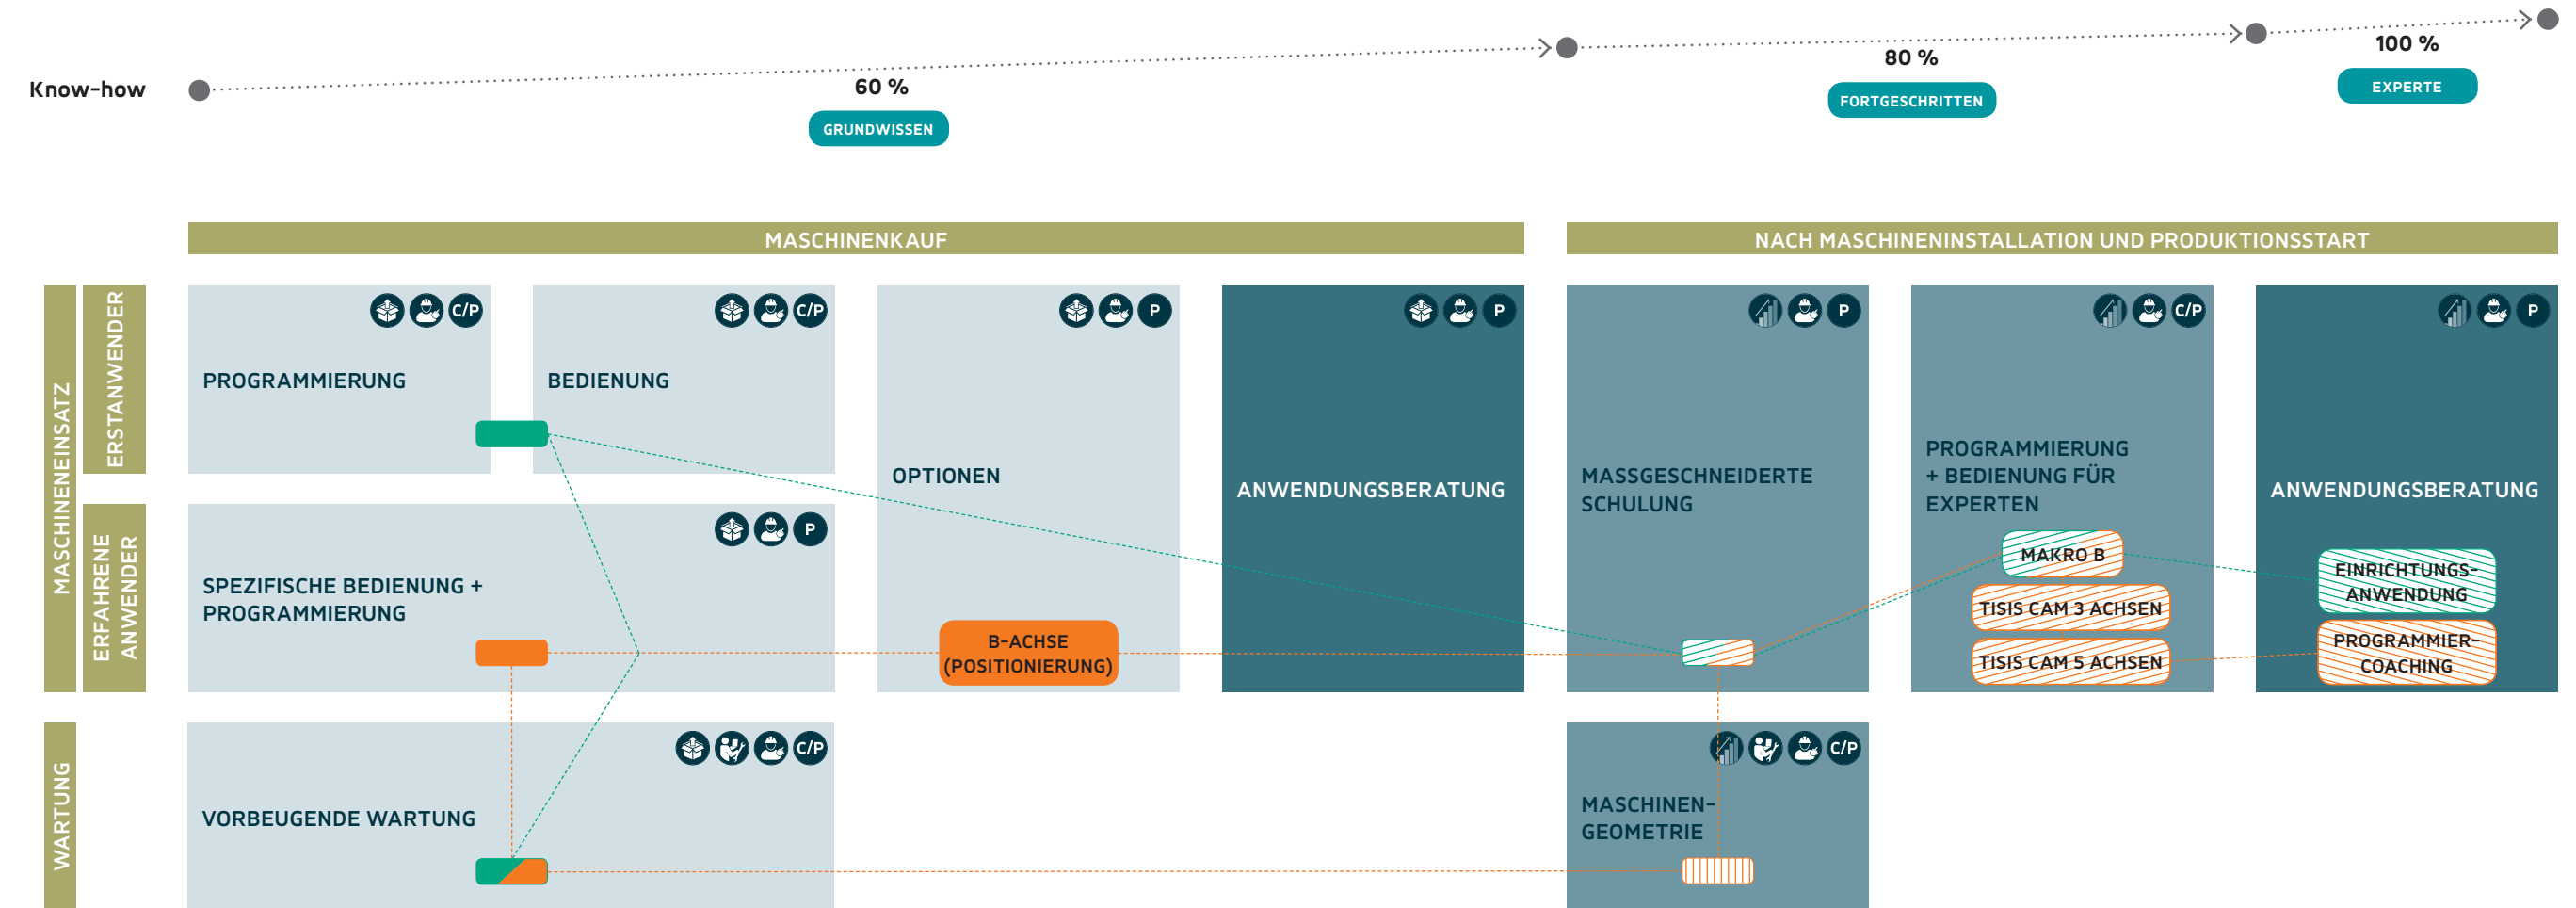 Know-how
60 %
GRUNDWISSEN
80 %
FORTGESCHRITTEN
100 %
EXPERTE
MASCHINENKAUF
NACH MASCHINENINSTALLATION UND PRODUKTIONSSTART
MASCHINENEINSATZ
ERSTANWENDER
C/P
PROGRAMMIERUNG
C/P
BEDIENUNG
P
OPTIONEN
B-ACHSE
(POSITIONIERUNG)
P
ANWENDUNGSBERATUNG
P
MASSGESCHNEIDERTE
SCHULUNG
C/P
PROGRAMMIERUNG
+ BEDIENUNG FÜR
EXPERTEN
MAKRO B
TISIS CAM 3 ACHSEN
TISIS CAM 5 ACHSEN
P
ANWENDUNGSBERATUNG
EINRICHTUNGS-
ANWENDUNG
PROGRAMMIER-
COACHING
ERFAHRENE
ANWENDER
P
SPEZIFISCHE BEDIENUNG +
PROGRAMMIERUNG
WARTUNG
C/P
VORBEUGENDE WARTUNG
C/P
MASCHINEN-
GEOMETRIE